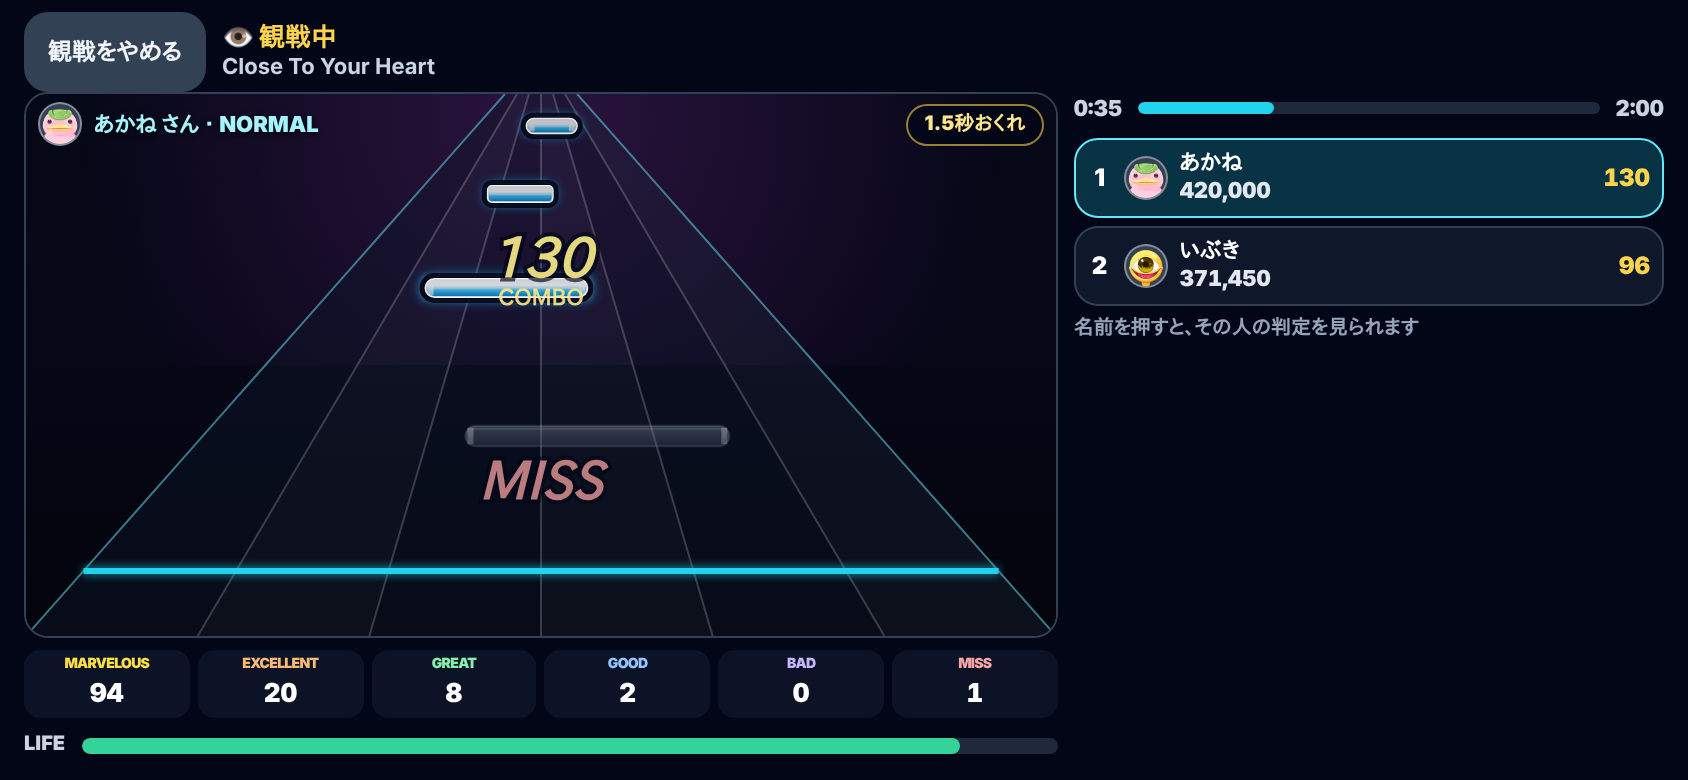 観戦をやめる
観戦中
Close To Your Heart
あかね さん · NORMAL
1.5秒おくれ
130
COMBO
MISS
MARVELOUS
94
EXCELLENT
20
GREAT
8
GOOD
2
BAD
0
MISS
1
LIFE
0:35
2:00
1
あかね
420,000
130
2
いぶき
371,450
96
名前を押すと、その人の判定を見られます